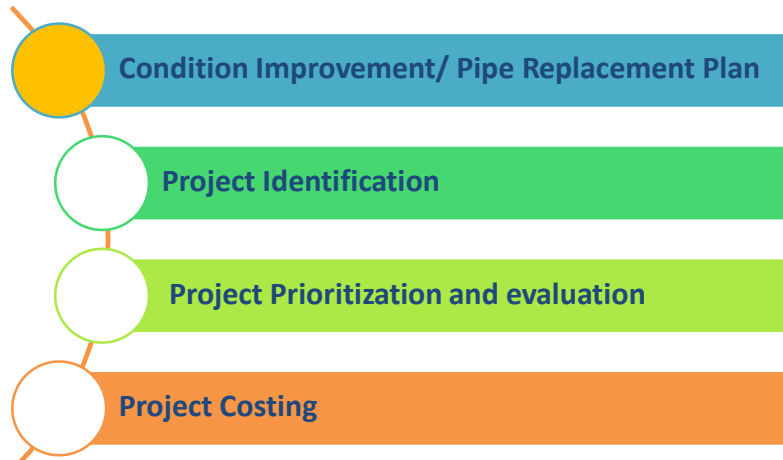 Condition Improvement/ Pipe Replacement Plan
Project Identification
Project Prioritization and evaluation
Project Costing